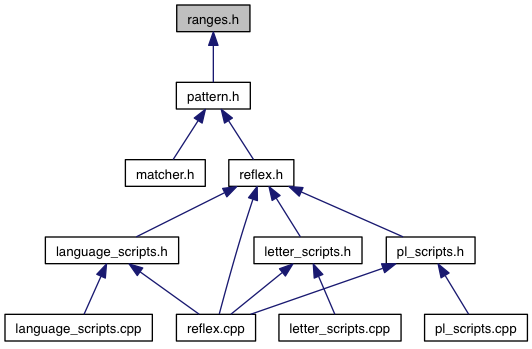 ranges.h
pattern.h
matcher.h
reflex.h
language_scripts.h
letter_scripts.h
pl_scripts.h
language_scripts.cpp
reflex.cpp
letter_scripts.cpp
pl_scripts.cpp